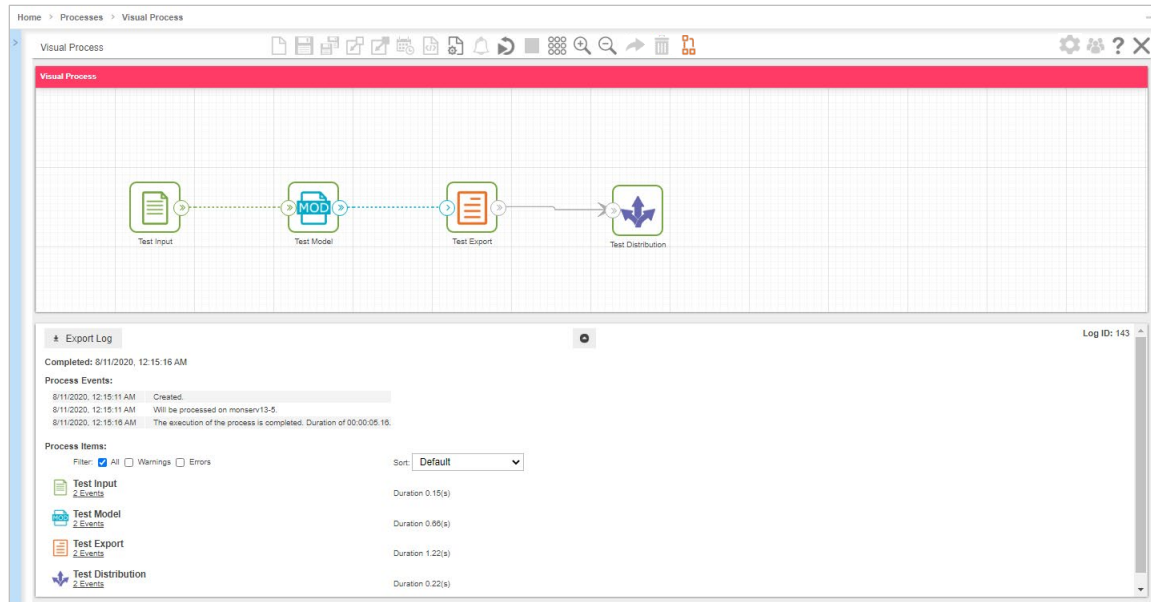 Home > Processes > Visual Process
Visual Process
Visual Process
MOD
Test Input
Test Model
Test Export
Test Distribution
Export Log
Log ID: 143
Completed: 8/11/2020, 12:15:16 AM
Process Events:
8/11/2020, 12:15:11 AM Created.
8/11/2020, 12:15:11 AM Will be processed on monserv13-5.
8/11/2020, 12:15:16 AM The execution of the process is completed. Duration of 00:00:05.16.
Process Items:
Filter: All Warnings Errors Sort: Default
Test Input
2 Events Duration 0.15(s)
MOD Test Model
2 Events Duration 0.66(s)
Test Export
2 Events Duration 1.22(s)
Test Distribution
2 Events Duration 0.22(s)